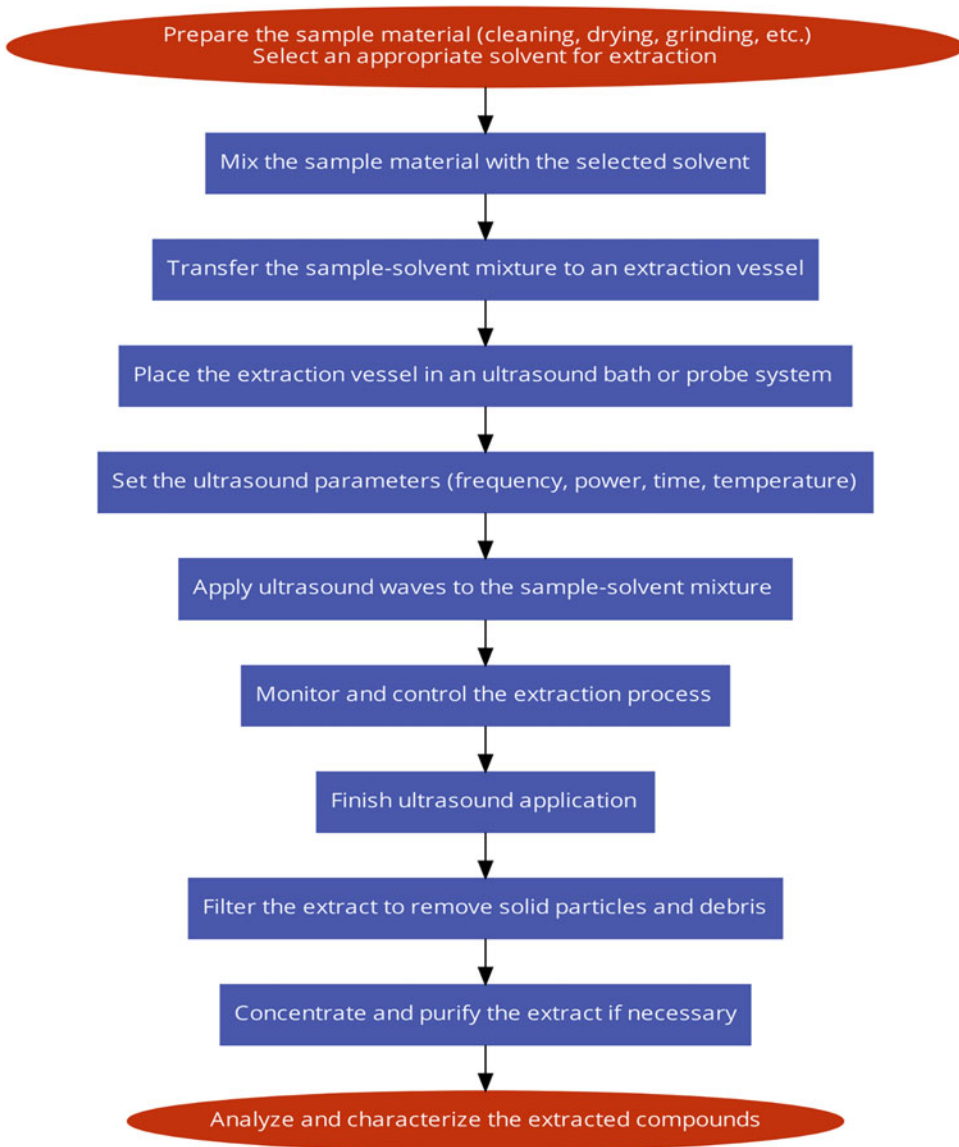 Prepare the sample material (cleaning, drying, grinding, etc.)
Select an appropriate solvent for extraction
Mix the sample material with the selected solvent
Transfer the sample-solvent mixture to an extraction vessel
Place the extraction vessel in an ultrasound bath or probe system
Set the ultrasound parameters (frequency, power, time, temperature)
Apply ultrasound waves to the sample-solvent mixture
Monitor and control the extraction process
Finish ultrasound application
Filter the extract to remove solid particles and debris
Concentrate and purify the extract if necessary
Analyze and characterize the extracted compounds